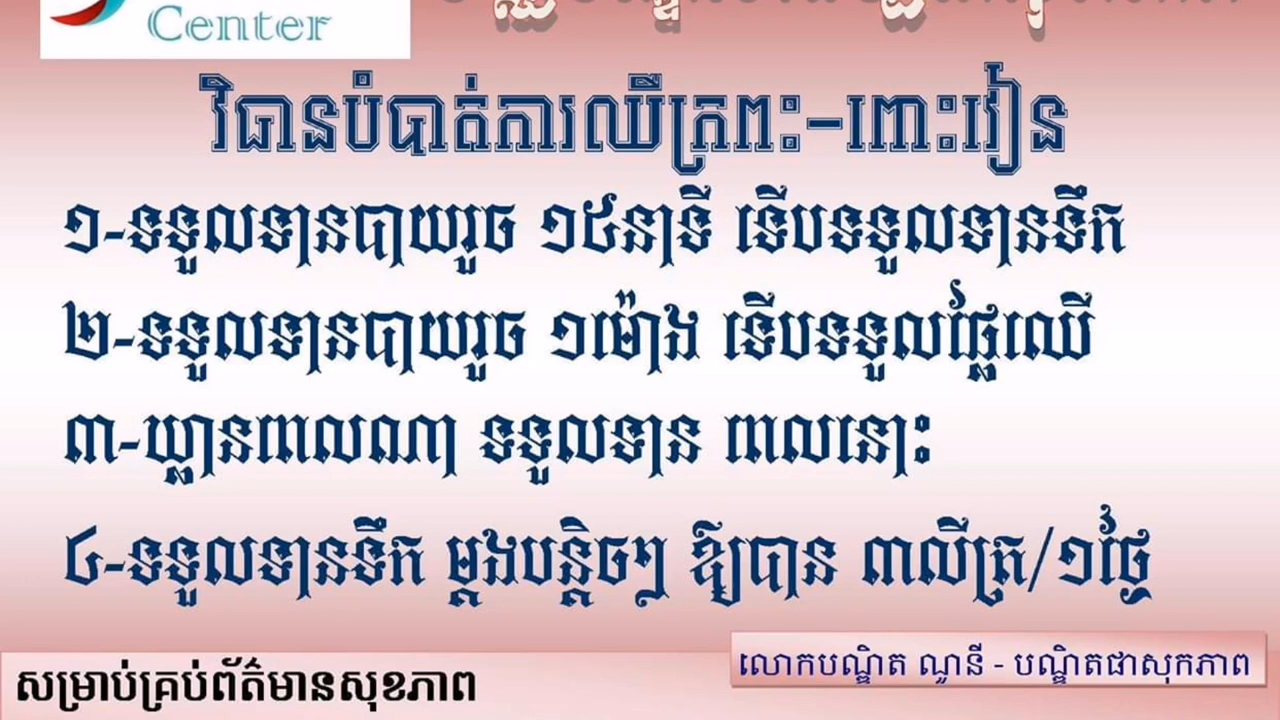 Center
វិធានបំបាត់ការឈឺក្រពះ-ពោះវៀន
១-ទទួលទានបាយរួច ១៥នាទី ទើបទទួលទានទឹក
២-ទទួលទានបាយរួច ១ម៉ោង ទើបទទួលផ្លែឈើ
៣-ឃ្លានពេលណា ទទួលទាន ពេលនោះ
៤-ទទួលទានទឹក ម្តងបន្តិចៗ ឱ្យបាន ៣លីត្រ/១ថ្ងៃ
លោកបណ្ឌិត ណូនី - បណ្ឌិតជាសុកភាព
សម្រាប់គ្រប់ព័ត៌មានសុខភាព